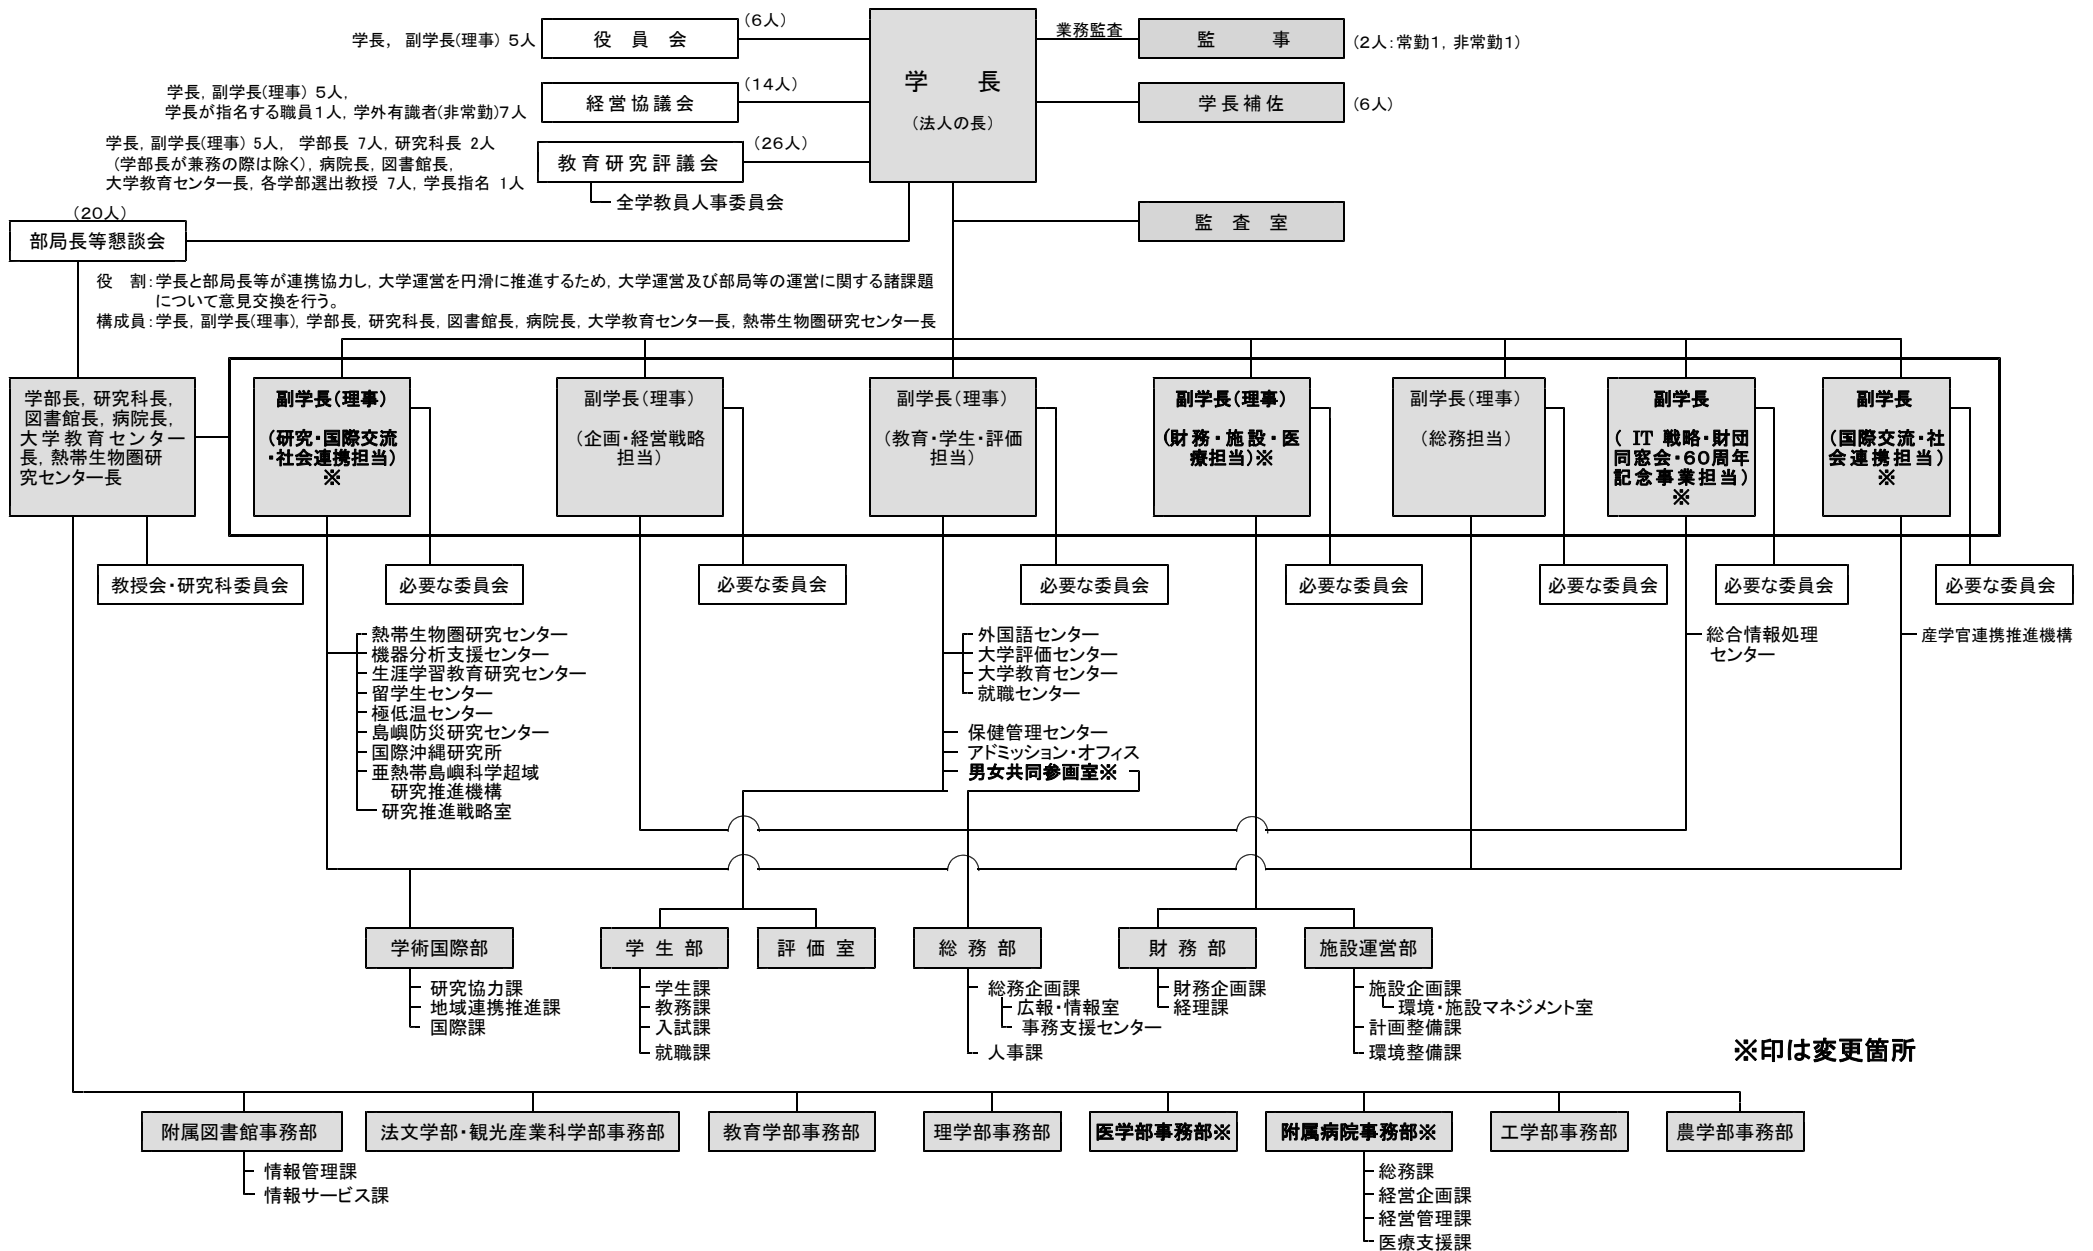 学長, 副学長(理事) 5人
役 員 会
(6人)
学 長
(法人の長)
業務監査
監 事
(2人:常勤1, 非常勤1)
学長, 副学長(理事) 5人,
学長が指名する職員1人, 学外有識者(非常勤)7人
経営協議会
(14人)
学長補佐
(6人)
学長, 副学長(理事) 5人, 学部長 7人, 研究科長 2人
(学部長が兼務の際は除く), 病院長, 図書館長,
大学教育センター長, 各学部選出教授 7人, 学長指名 1人
教育研究評議会
(26人)
全学教員人事委員会
(20人)
部局長等懇談会
監 査 室
役 割:学長と部局長等が連携協力し, 大学運営を円滑に推進するため, 大学運営及び部局等の運営に関する諸課題
について意見交換を行う。
構成員:学長, 副学長(理事), 学部長, 研究科長, 図書館長, 病院長, 大学教育センター長, 熱帯生物圏研究センター長
学部長, 研究科長,
図書館長, 病院長,
大学教育センター
長, 熱帯生物圏研
究センター長
副学長(理事)
(研究・国際交流
・社会連携担当)
※
副学長(理事)
(企画・経営戦略
担当)
副学長(理事)
(教育・学生・評価
担当)
副学長(理事)
(財務・施設・医
療担当)※
副学長(理事)
(総務担当)
副学長
( IT 戦略・財団
同窓会・60周年
記念事業担当)
※
副学長
(国際交流・社
会連携担当)
※
教授会・研究科委員会
必要な委員会
必要な委員会
必要な委員会
必要な委員会
必要な委員会
必要な委員会
必要な委員会
熱帯生物圏研究センター
機器分析支援センター
生涯学習教育研究センター
留学生センター
極低温センター
島嶼防災研究センター
国際沖縄研究所
亜熱帯島嶼科学超域
研究推進機構
研究推進戦略室
外国語センター
大学評価センター
大学教育センター
就職センター
保健管理センター
アドミッション・オフィス
男女共同参画室※
総合情報処理
センター
産学官連携推進機構
学術国際部
研究協力課
地域連携推進課
国際課
学 生 部
学生課
教務課
入試課
就職課
評 価 室
総 務 部
総務企画課
広報・情報室
事務支援センター
人事課
財 務 部
財務企画課
経理課
施設運営部
施設企画課
環境・施設マネジメント室
計画整備課
環境整備課
※印は変更箇所
附属図書館事務部
情報管理課
情報サービス課
法文学部・観光産業科学部事務部
教育学部事務部
理学部事務部
医学部事務部※
附属病院事務部※
総務課
経営企画課
経営管理課
医療支援課
工学部事務部
農学部事務部